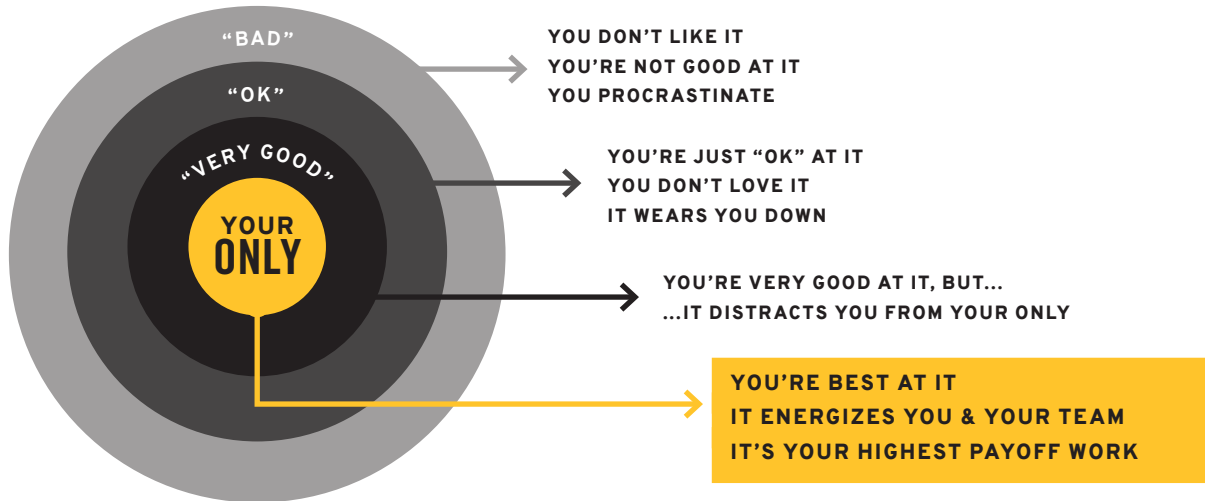 “BAD”
“OK”
“VERY GOOD”
YOUR
ONLY
YOU DON’T LIKE IT
YOU’RE NOT GOOD AT IT
YOU PROCRASTINATE
YOU’RE JUST “OK” AT IT
YOU DON’T LOVE IT
IT WEARS YOU DOWN
YOU’RE VERY GOOD AT IT, BUT...
...IT DISTRACTS YOU FROM YOUR ONLY
YOU’RE BEST AT IT
IT ENERGIZES YOU & YOUR TEAM
IT’S YOUR HIGHEST PAYOFF WORK